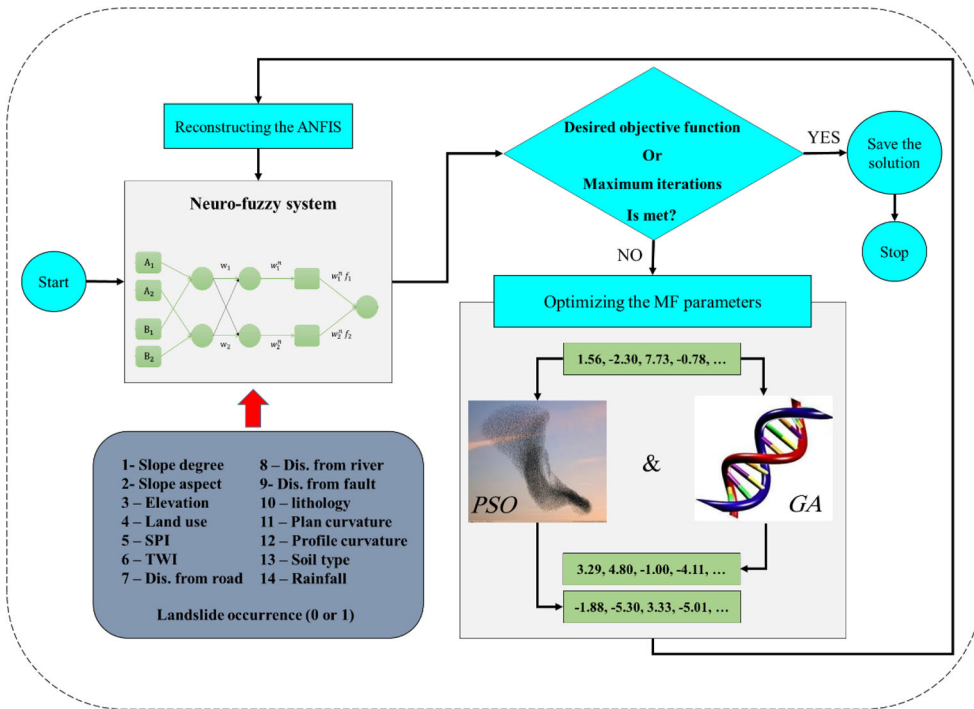 Reconstructing the ANFIS
Neuro-fuzzy system
A₁
A₂
B₁
B₂
w₁
w₂
w₁ⁿ
w₂ⁿ
w₁ⁿ f₁
w₂ⁿ f₂
Start
Desired objective function
Or
Maximum iterations
Is met?
YES
Save the
solution
Stop
NO
Optimizing the MF parameters
1.56, -2.30, 7.73, -0.78, …
PSO
&
GA
3.29, 4.80, -1.00, -4.11, …
-1.88, -5.30, 3.33, -5.01, …
1- Slope degree
2- Slope aspect
3 – Elevation
4 – Land use
5 – SPI
6 – TWI
7 – Dis. from road
8 – Dis. from river
9- Dis. from fault
10 – lithology
11 – Plan curvature
12 – Profile curvature
13 – Soil type
14 – Rainfall
Landslide occurrence (0 or 1)